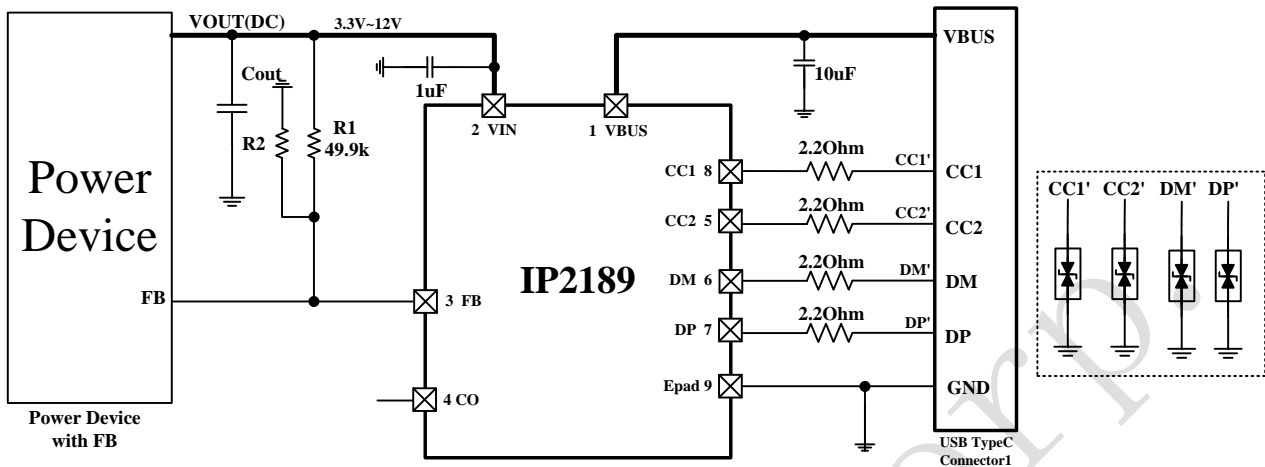 VOUT(DC)
3.3V~12V
VBUS
Cout
1uF
10uF
2 VIN
1 VBUS
R2
R1
49.9k
Power
Device
2.2Ohm
CC1'
CC1 8
CC1
2.2Ohm
CC2'
CC2 5
CC2
CC1' CC2' DM' DP'
IP2189
2.2Ohm
DM'
DM 6
DM
FB
3 FB
2.2Ohm
DP'
DP 7
DP
4 CO
Epad 9
GND
Power Device
with FB
USB TypeC
Connector1
orp.